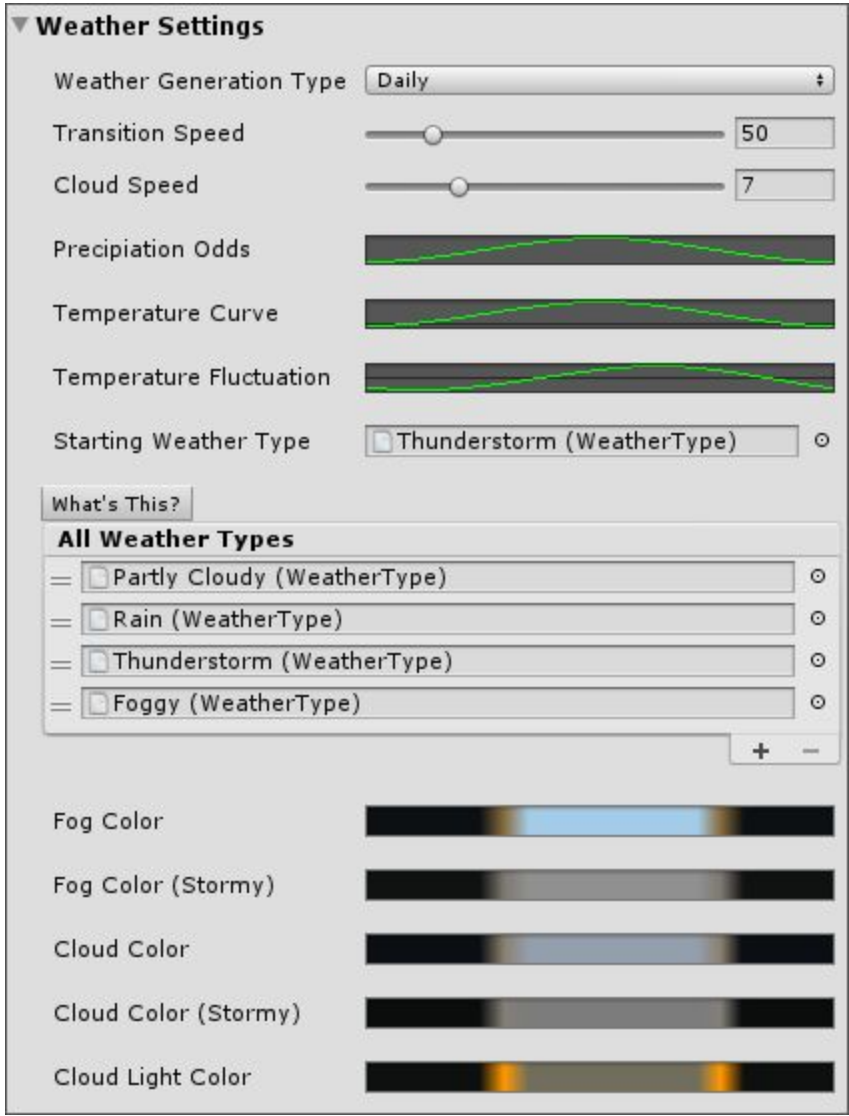 Weather Settings
Weather Generation Type Daily
Transition Speed 50
Cloud Speed 7
Precipiation Odds
Temperature Curve
Temperature Fluctuation
Starting Weather Type Thunderstorm (WeatherType)
What's This?
All Weather Types
Partly Cloudy (WeatherType)
Rain (WeatherType)
Thunderstorm (WeatherType)
Foggy (WeatherType)
+ −
Fog Color
Fog Color (Stormy)
Cloud Color
Cloud Color (Stormy)
Cloud Light Color